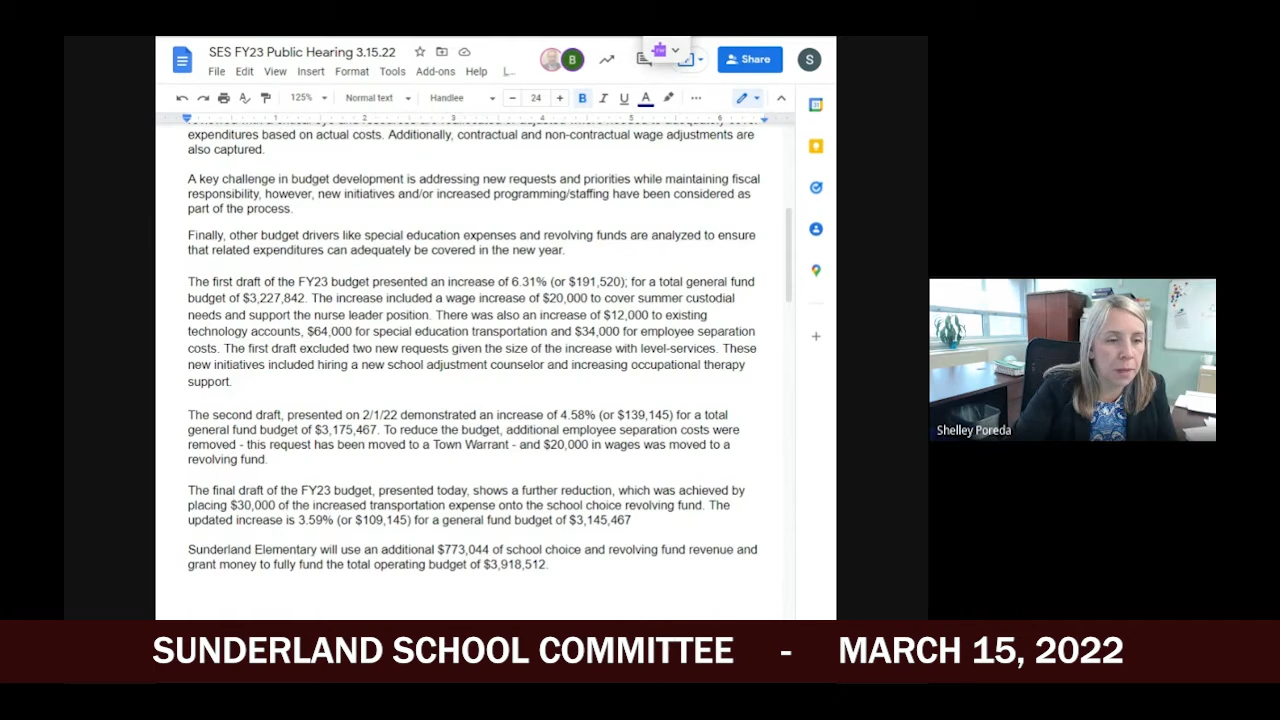 SES FY23 Public Hearing 3.15.22
B
Share
S
File Edit View Insert Format Tools Add-ons Help
125% Normal text Handlee 24 B I U A
1 2 3 4 5 6
expenditures based on actual costs. Additionally, contractual and non-contractual wage adjustments are
also captured.
A key challenge in budget development is addressing new requests and priorities while maintaining fiscal
responsibility, however, new initiatives and/or increased programming/staffing have been considered as
part of the process.
Finally, other budget drivers like special education expenses and revolving funds are analyzed to ensure
that related expenditures can adequately be covered in the new year.
The first draft of the FY23 budget presented an increase of 6.31% (or $191,520); for a total general fund
budget of $3,227,842. The increase included a wage increase of $20,000 to cover summer custodial
needs and support the nurse leader position. There was also an increase of $12,000 to existing
technology accounts, $64,000 for special education transportation and $34,000 for employee separation
costs. The first draft excluded two new requests given the size of the increase with level-services. These
new initiatives included hiring a new school adjustment counselor and increasing occupational therapy
support.
The second draft, presented on 2/1/22 demonstrated an increase of 4.58% (or $139,145) for a total
general fund budget of $3,175,467. To reduce the budget, additional employee separation costs were
removed - this request has been moved to a Town Warrant - and $20,000 in wages was moved to a
revolving fund.
The final draft of the FY23 budget, presented today, shows a further reduction, which was achieved by
placing $30,000 of the increased transportation expense onto the school choice revolving fund. The
updated increase is 3.59% (or $109,145) for a general fund budget of $3,145,467
Sunderland Elementary will use an additional $773,044 of school choice and revolving fund revenue and
grant money to fully fund the total operating budget of $3,918,512.
Shelley Poreda
SUNDERLAND SCHOOL COMMITTEE - MARCH 15, 2022